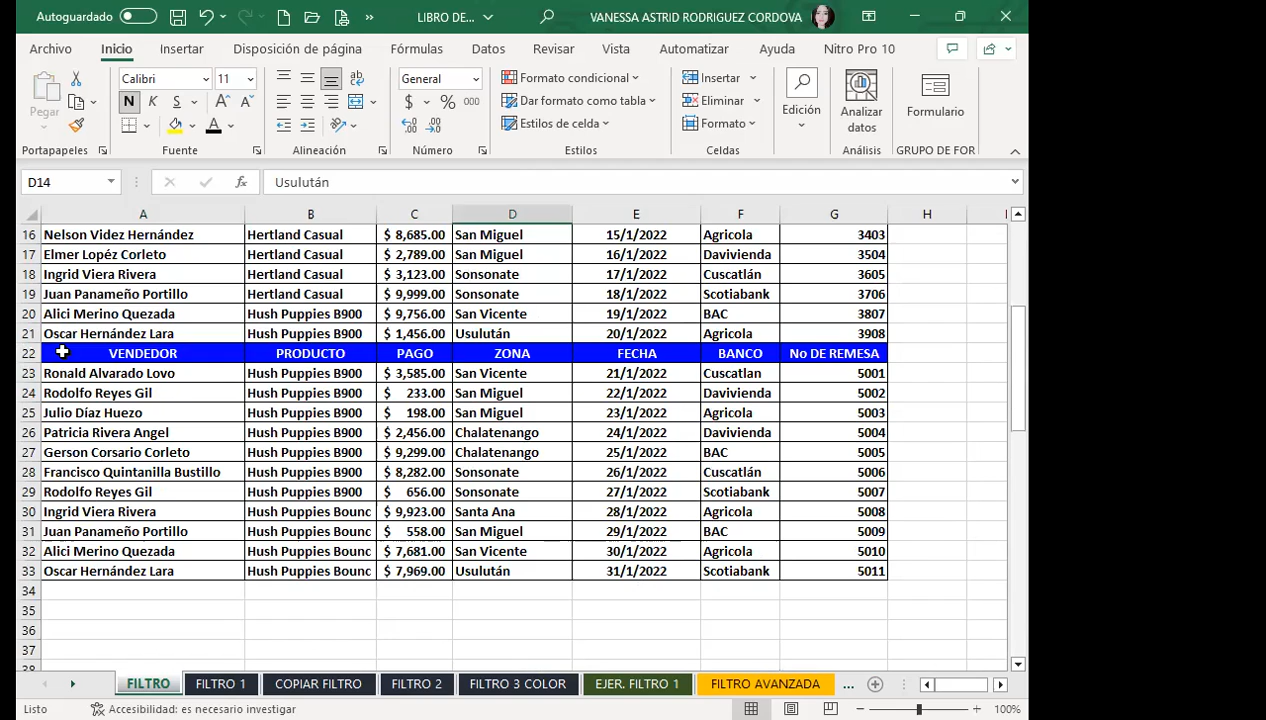 Autoguardado LIBRO DE... VANESSA ASTRID RODRIGUEZ CORDOVA
Archivo Inicio Insertar Disposición de página Fórmulas Datos Revisar Vista Automatizar Ayuda Nitro Pro 10
Pegar Calibri 11 General Formato condicional Insertar Edición Analizar datos Formulario
N K S $ % 000 Dar formato como tabla Eliminar
Estilos de celda Formato
Portapapeles Fuente Alineación Número Estilos Celdas Análisis GRUPO DE FOR
D14 fx Usulután
A B C D E F G H I
16 Nelson Videz Hernández Hertland Casual $ 8,685.00 San Miguel 15/1/2022 Agricola 3403
17 Elmer Lopéz Corleto Hertland Casual $ 2,789.00 San Miguel 16/1/2022 Davivienda 3504
18 Ingrid Viera Rivera Hertland Casual $ 3,123.00 Sonsonate 17/1/2022 Cuscatlán 3605
19 Juan Panameño Portillo Hertland Casual $ 9,999.00 Sonsonate 18/1/2022 Scotiabank 3706
20 Alici Merino Quezada Hush Puppies B900 $ 9,756.00 San Vicente 19/1/2022 BAC 3807
21 Oscar Hernández Lara Hush Puppies B900 $ 1,456.00 Usulután 20/1/2022 Agricola 3908
22 VENDEDOR PRODUCTO PAGO ZONA FECHA BANCO No DE REMESA
23 Ronald Alvarado Lovo Hush Puppies B900 $ 3,585.00 San Vicente 21/1/2022 Cuscatlan 5001
24 Rodolfo Reyes Gil Hush Puppies B900 $ 233.00 San Miguel 22/1/2022 Davivienda 5002
25 Julio Díaz Huezo Hush Puppies B900 $ 198.00 San Miguel 23/1/2022 Agricola 5003
26 Patricia Rivera Angel Hush Puppies B900 $ 2,456.00 Chalatenango 24/1/2022 Davivienda 5004
27 Gerson Corsario Corleto Hush Puppies B900 $ 9,299.00 Chalatenango 25/1/2022 BAC 5005
28 Francisco Quintanilla Bustillo Hush Puppies B900 $ 8,282.00 Sonsonate 26/1/2022 Cuscatlán 5006
29 Rodolfo Reyes Gil Hush Puppies B900 $ 656.00 Sonsonate 27/1/2022 Scotiabank 5007
30 Ingrid Viera Rivera Hush Puppies Bounc $ 9,923.00 Santa Ana 28/1/2022 Agricola 5008
31 Juan Panameño Portillo Hush Puppies Bounc $ 558.00 San Miguel 29/1/2022 BAC 5009
32 Alici Merino Quezada Hush Puppies Bounc $ 7,681.00 San Vicente 30/1/2022 Agricola 5010
33 Oscar Hernández Lara Hush Puppies Bounc $ 7,969.00 Usulután 31/1/2022 Scotiabank 5011
34
35
36
37
38
FILTRO FILTRO 1 COPIAR FILTRO FILTRO 2 FILTRO 3 COLOR EJER. FILTRO 1 FILTRO AVANZADA ...
Listo Accesibilidad: es necesario investigar 100%